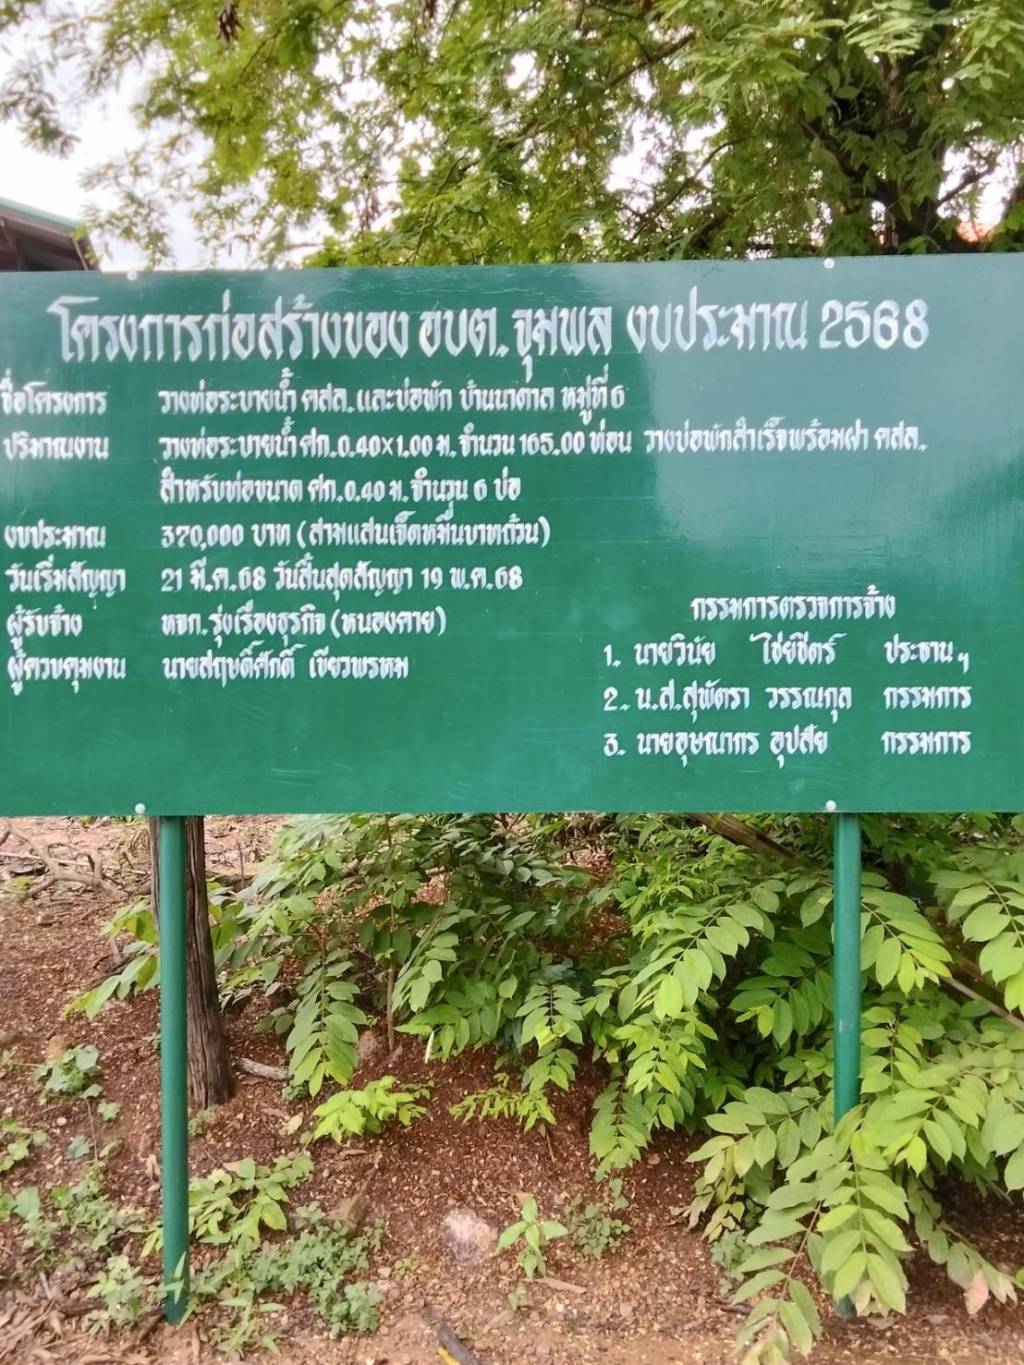 โครงการก่อสร้างของ อบต.จุมพล งบประมาณ 2568
ชื่อโครงการ วางท่อระบายน้ำ คสล.และบ่อพัก บ้านนาตาล หมู่ที่ 6
ปริมาณงาน วางท่อระบายน้ำ ศก.0.40x1.00 ม.จำนวน 165.00 ท่อน วางบ่อพักสำเร็จพร้อมฝา คสล.
สำหรับท่อขนาด ศก.0.40 ม.จำนวน 6 บ่อ
งบประมาณ 370,000 บาท (สามแสนเจ็ดหมื่นบาทถ้วน)
วันเริ่มสัญญา 21 มี.ค.68 วันสิ้นสุดสัญญา 19 พ.ค.68
ผู้รับจ้าง หจก.รุ่งเรืองธุรกิจ (หนองคาย)
ผู้ควบคุมงาน นายสฤษดิ์ศักดิ์ เขียวพรหม
กรรมการตรวจการจ้าง
1. นายวินัย ไชยชิตร์ ประธานฯ
2. น.ส.สุพัตรา วรรณกุล กรรมการ
3. นายอุษณากร อุปสัย กรรมการ